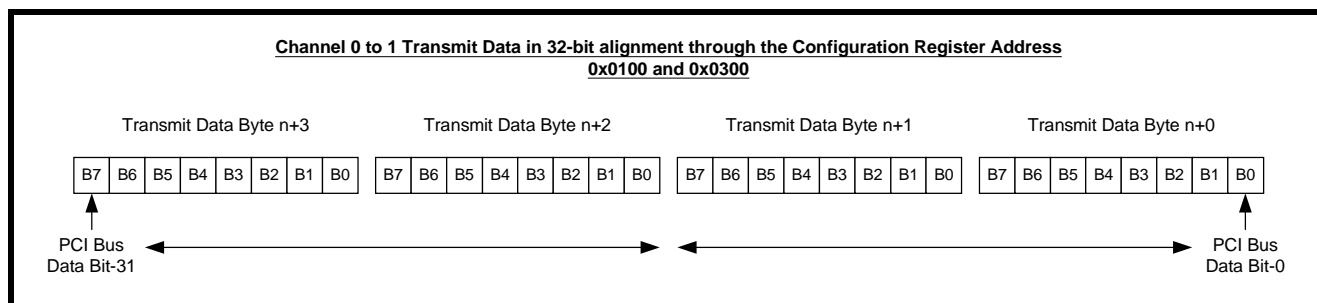 Channel 0 to 1 Transmit Data in 32-bit alignment through the Configuration Register Address
0x0100 and 0x0300
Transmit Data Byte n+3 Transmit Data Byte n+2 Transmit Data Byte n+1 Transmit Data Byte n+0
B7 B6 B5 B4 B3 B2 B1 B0 B7 B6 B5 B4 B3 B2 B1 B0 B7 B6 B5 B4 B3 B2 B1 B0 B7 B6 B5 B4 B3 B2 B1 B0
PCI Bus
Data Bit-31
PCI Bus
Data Bit-0